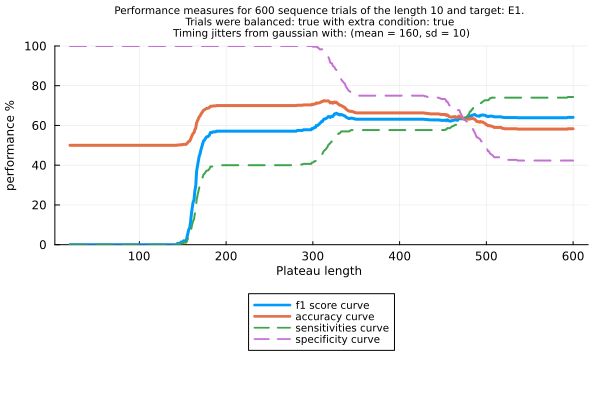 Performance measures for 600 sequence trials of the length 10 and target: E1.
Trials were balanced: true with extra condition: true
Timing jitters from gaussian with: (mean = 160, sd = 10)
100
80
60
40
20
0
performance %
100 200 300 400 500 600
Plateau length
f1 score curve
accuracy curve
sensitivities curve
specificity curve